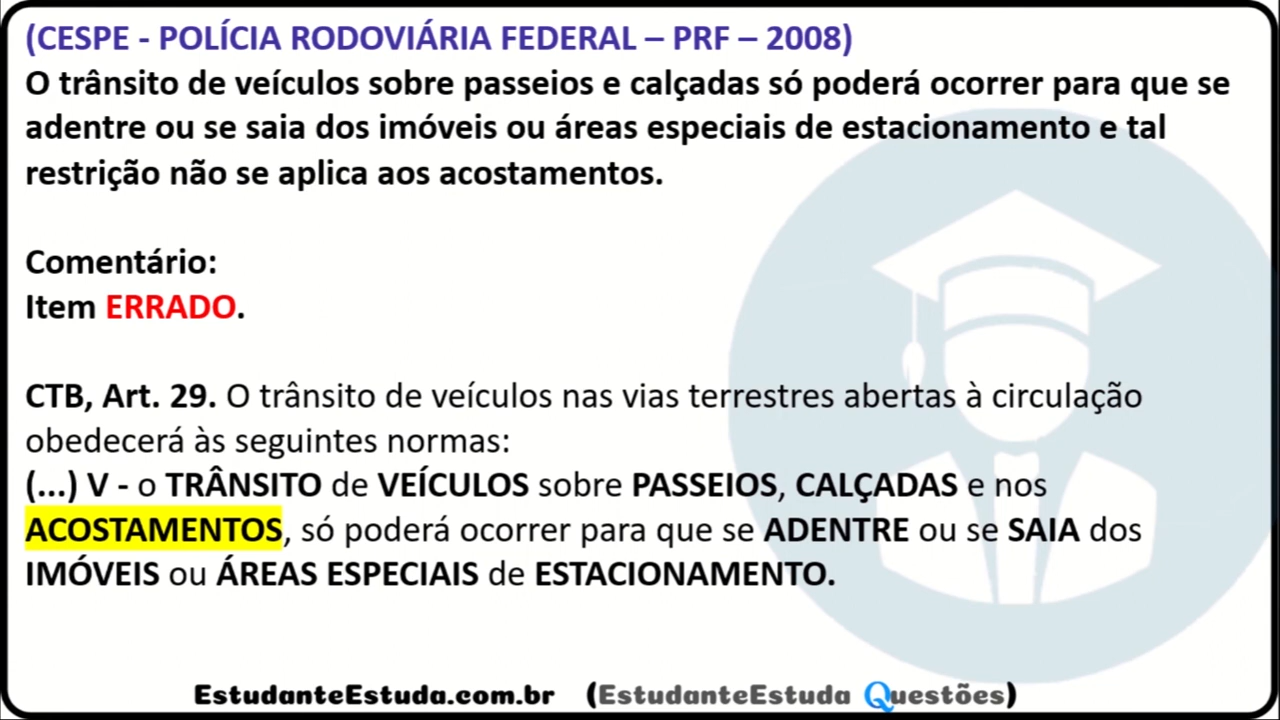 (CESPE - POLÍCIA RODOVIÁRIA FEDERAL – PRF – 2008)
O trânsito de veículos sobre passeios e calçadas só poderá ocorrer para que se
adentre ou se saia dos imóveis ou áreas especiais de estacionamento e tal
restrição não se aplica aos acostamentos.
Comentário:
Item ERRADO.
CTB, Art. 29. O trânsito de veículos nas vias terrestres abertas à circulação
obedecerá às seguintes normas:
(...) V - o TRÂNSITO de VEÍCULOS sobre PASSEIOS, CALÇADAS e nos
ACOSTAMENTOS, só poderá ocorrer para que se ADENTRE ou se SAIA dos
IMÓVEIS ou ÁREAS ESPECIAIS de ESTACIONAMENTO.
EstudanteEstuda.com.br (EstudanteEstuda Questões)